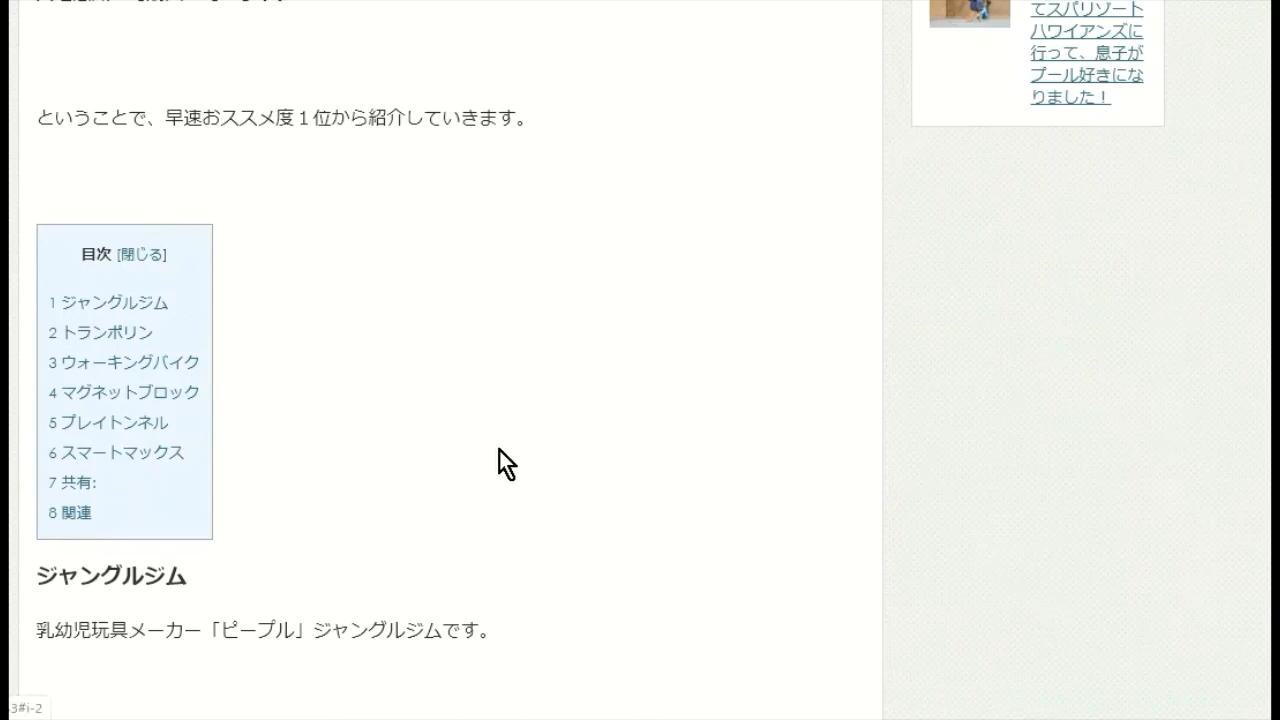 ということで、早速おススメ度１位から紹介していきます。
目次 [閉じる]
1 ジャングルジム
2 トランポリン
3 ウォーキングバイク
4 マグネットブロック
5 プレイトンネル
6 スマートマックス
7 共有:
8 関連
ジャングルジム
乳幼児玩具メーカー「ピープル」ジャングルジムです。
てスパリゾート
ハワイアンズに
行って、息子が
プール好きにな
りました！
3#i-2